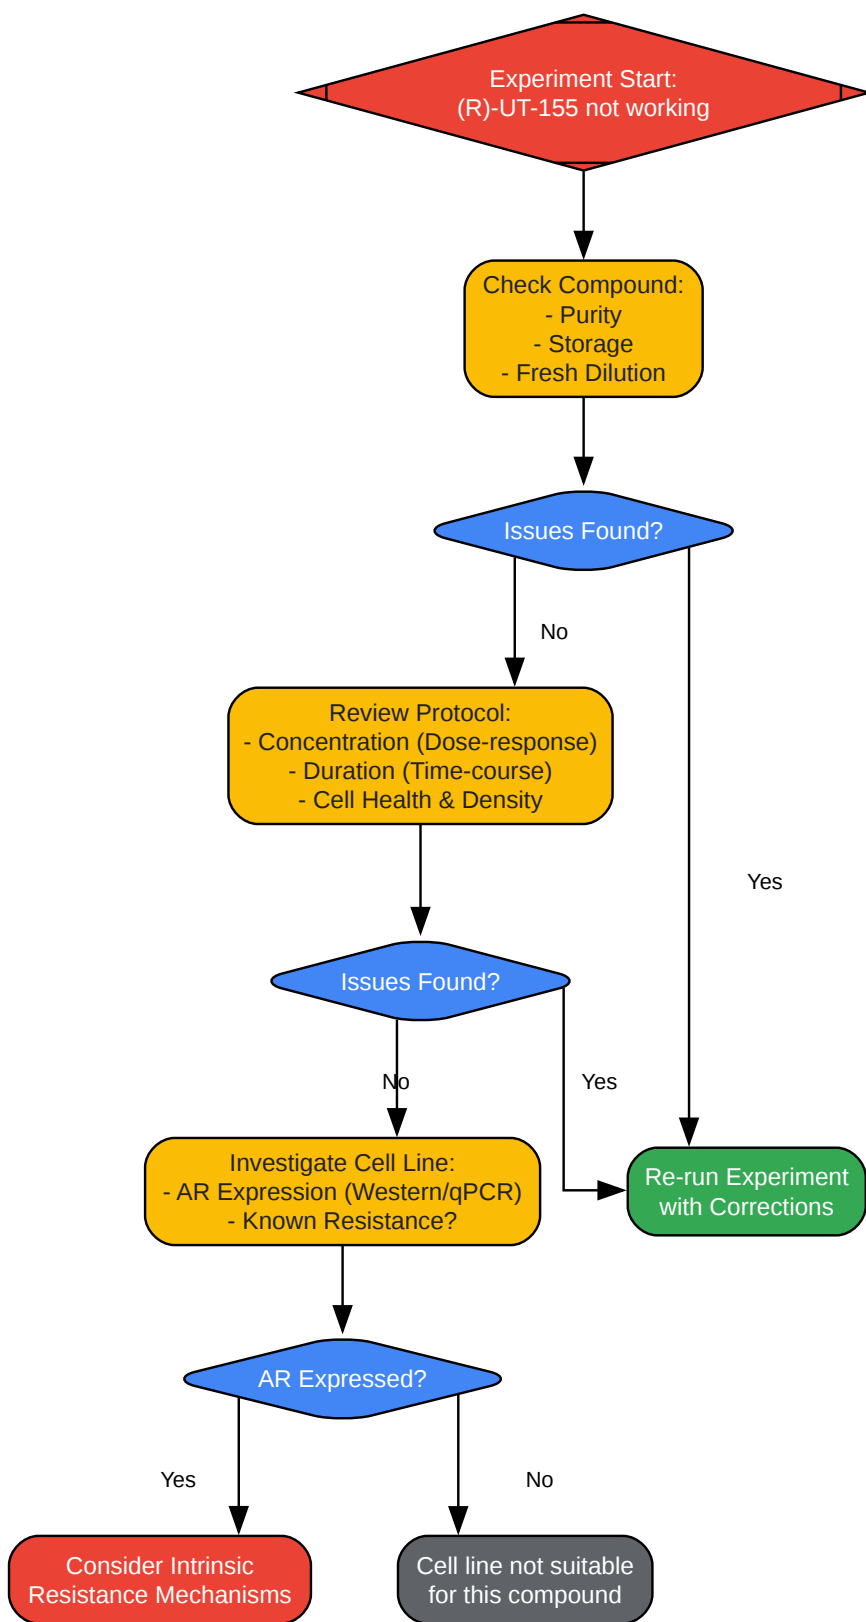 Experiment Start:
(R)-UT-155 not working
Check Compound:
- Purity
- Storage
- Fresh Dilution
Issues Found?
No
Review Protocol:
- Concentration (Dose-response)
- Duration (Time-course)
- Cell Health & Density
Yes
Issues Found?
No
Yes
Investigate Cell Line:
- AR Expression (Western/qPCR)
- Known Resistance?
Re-run Experiment
with Corrections
AR Expressed?
Yes
No
Consider Intrinsic
Resistance Mechanisms
Cell line not suitable
for this compound